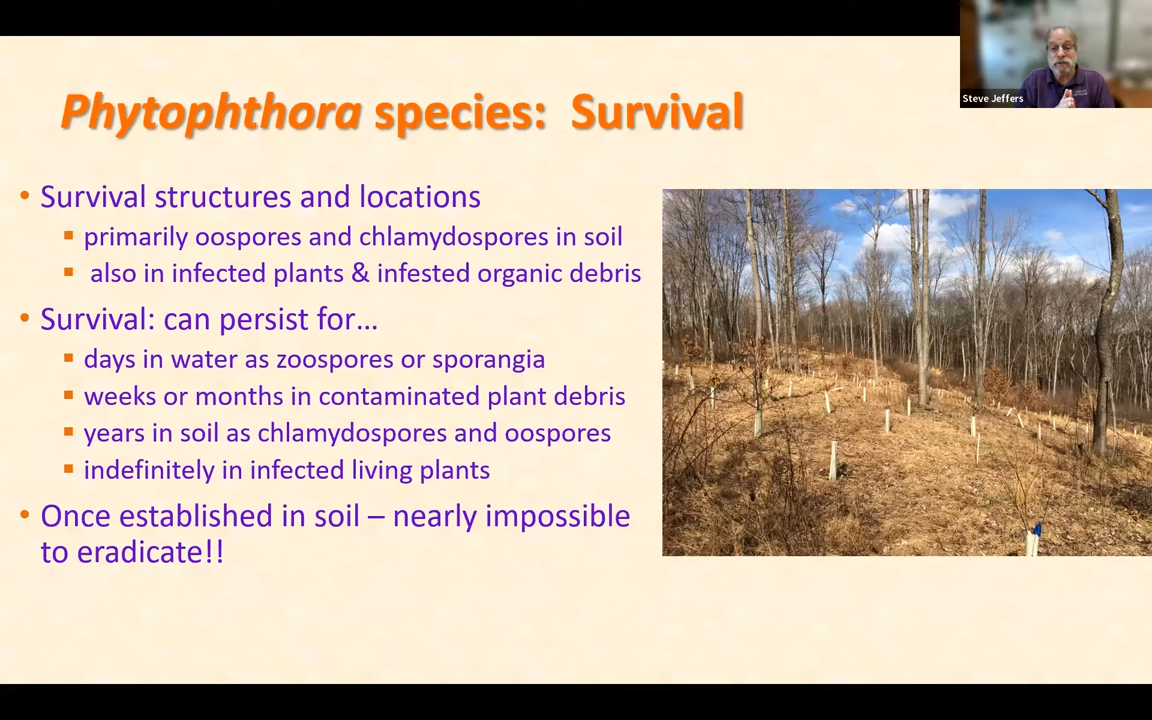 Steve Jeffers
Phytophthora species: Survival
• Survival structures and locations
▪ primarily oospores and chlamydospores in soil
▪ also in infected plants & infested organic debris
• Survival: can persist for...
▪ days in water as zoospores or sporangia
▪ weeks or months in contaminated plant debris
▪ years in soil as chlamydospores and oospores
▪ indefinitely in infected living plants
• Once established in soil – nearly impossible
to eradicate!!